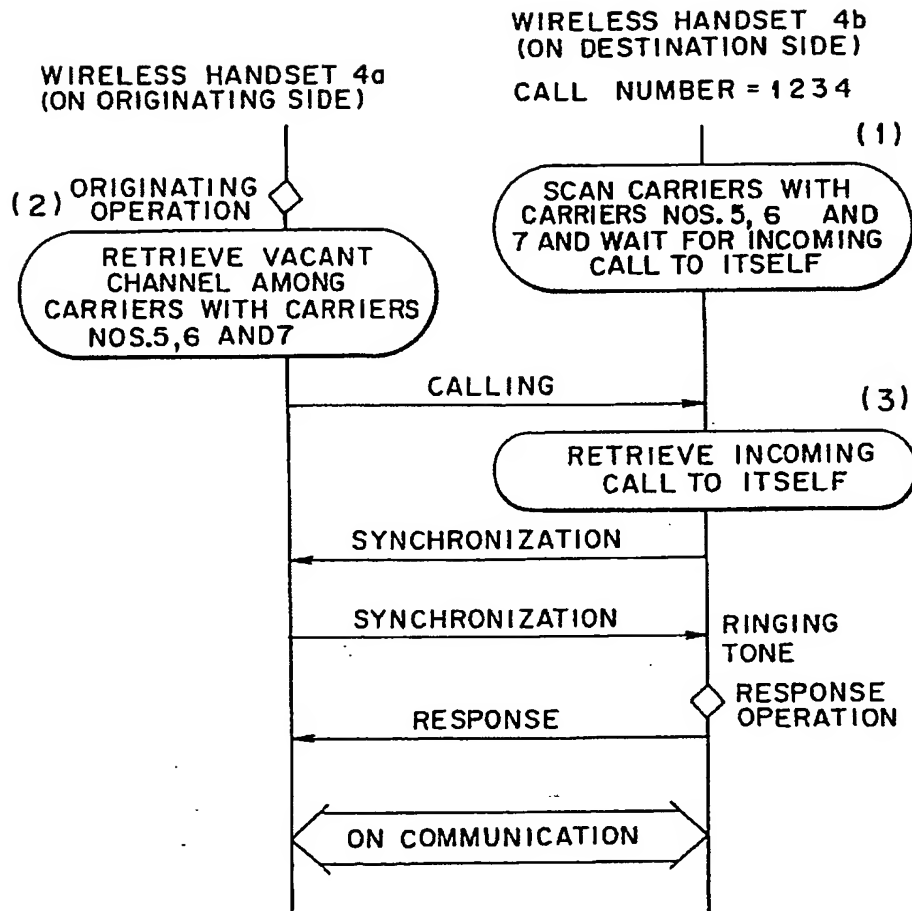 WIRELESS HANDSET 4a
(ON ORIGINATING SIDE)
WIRELESS HANDSET 4b
(ON DESTINATION SIDE)
CALL NUMBER = 1234
(1)
SCAN CARRIERS WITH
CARRIERS NOS. 5, 6 AND
7 AND WAIT FOR INCOMING
CALL TO ITSELF
(2) ORIGINATING
OPERATION
RETRIEVE VACANT
CHANNEL AMONG
CARRIERS WITH CARRIERS
NOS.5,6 AND7
CALLING
(3)
RETRIEVE INCOMING
CALL TO ITSELF
SYNCHRONIZATION
SYNCHRONIZATION
RINGING
TONE
RESPONSE
OPERATION
RESPONSE
ON COMMUNICATION